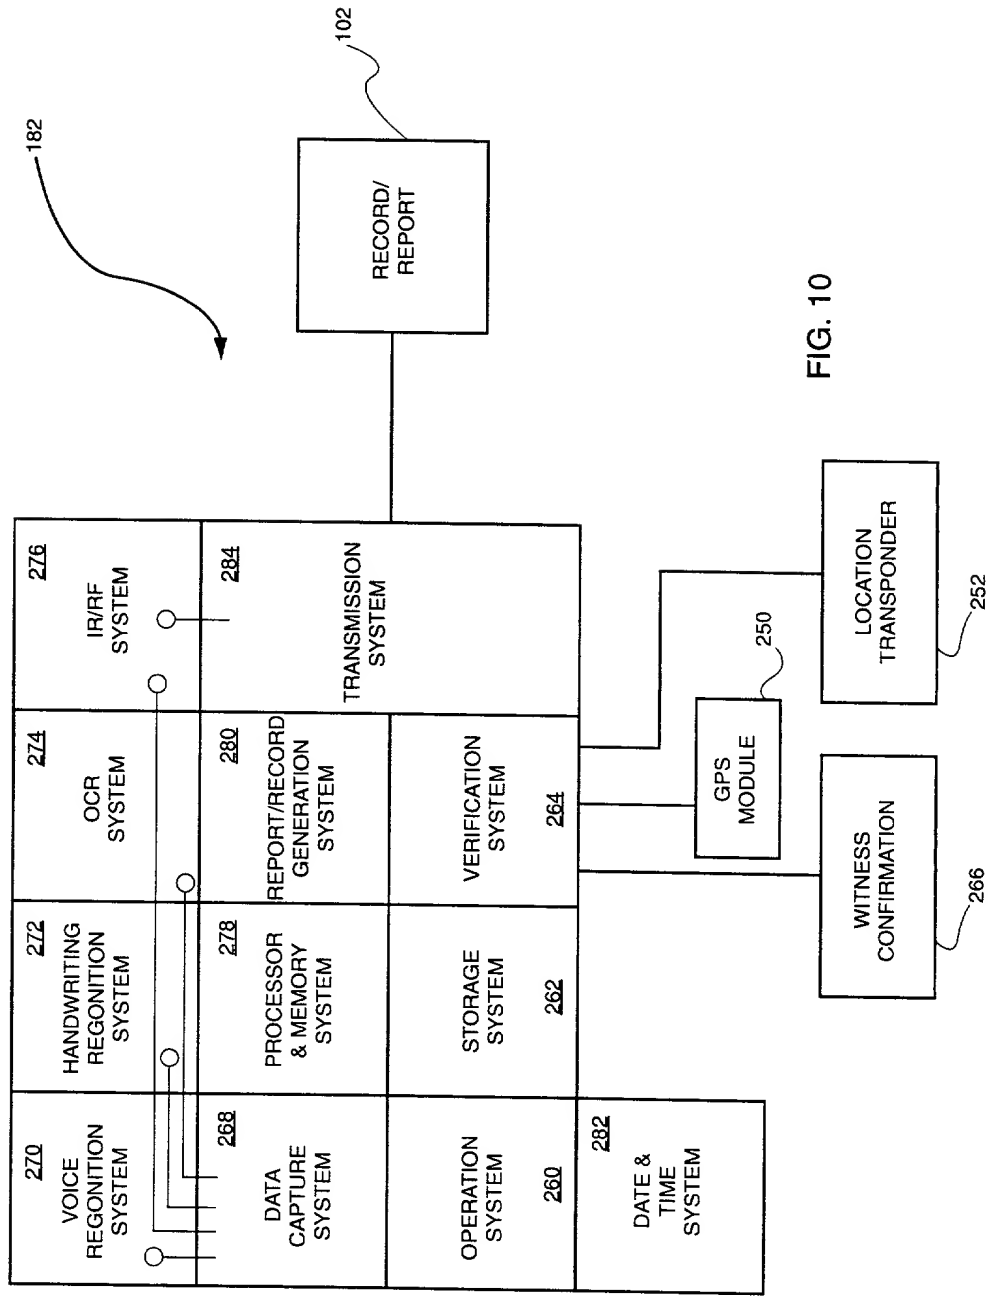 182
102
RECORD/
REPORT
270
VOICE
REGONITION
SYSTEM
272
HANDWRITING
REGONITION
SYSTEM
274
OCR
SYSTEM
276
IR/RF
SYSTEM
268
DATA
CAPTURE
SYSTEM
278
PROCESSOR
& MEMORY
SYSTEM
280
REPORT/RECORD
GENERATION
SYSTEM
284
TRANSMISSION
SYSTEM
OPERATION
SYSTEM
260
STORAGE
SYSTEM
262
VERIFICATION
SYSTEM
264
282
DATE &
TIME
SYSTEM
GPS
MODULE
250
WITNESS
CONFIRMATION
266
LOCATION
TRANSPONDER
252
FIG. 10